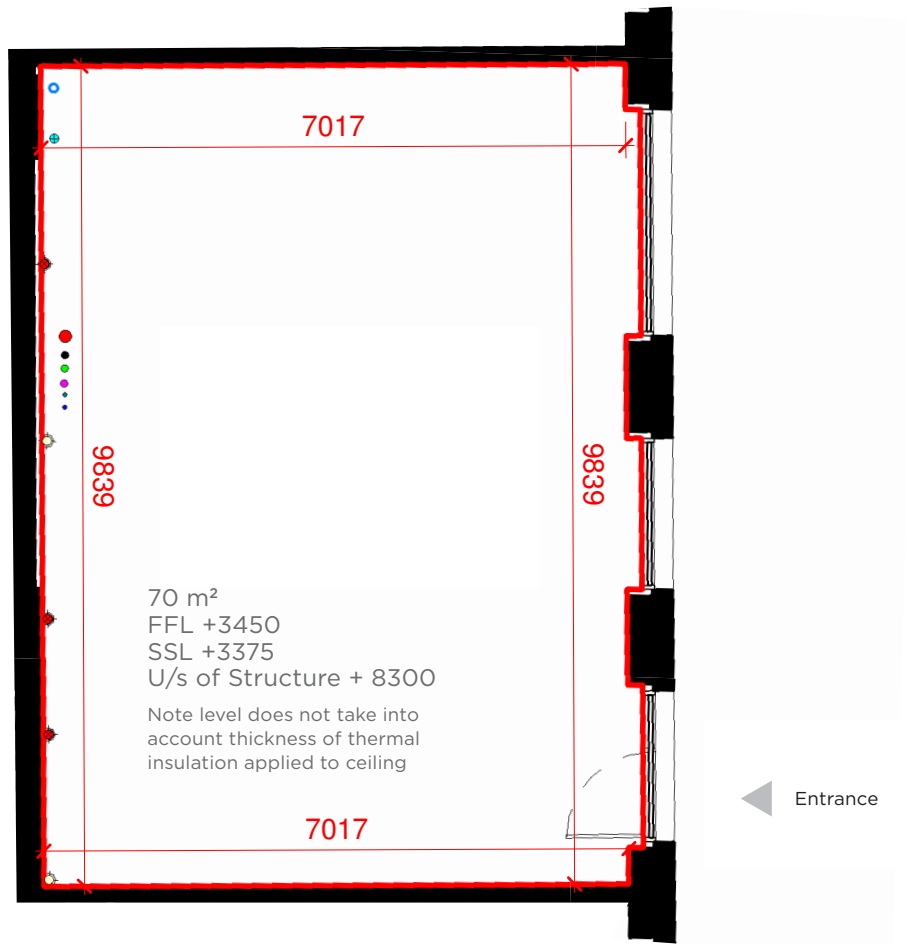 7017
9839
9839
70 m²
FFL +3450
SSL +3375
U/s of Structure + 8300
Note level does not take into
account thickness of thermal
insulation applied to ceiling
Entrance
7017